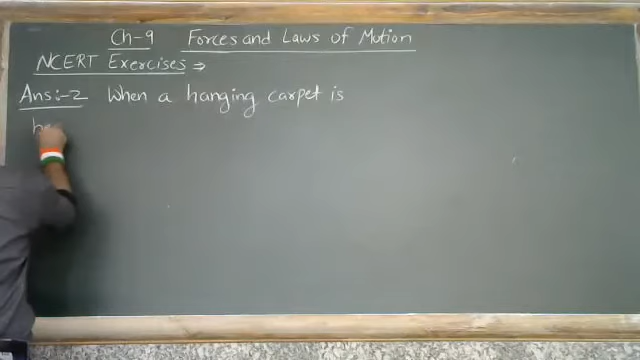 Ch-9 Forces and Laws of Motion
NCERT Exercises ⇒
Ans:-2 When a hanging carpet is